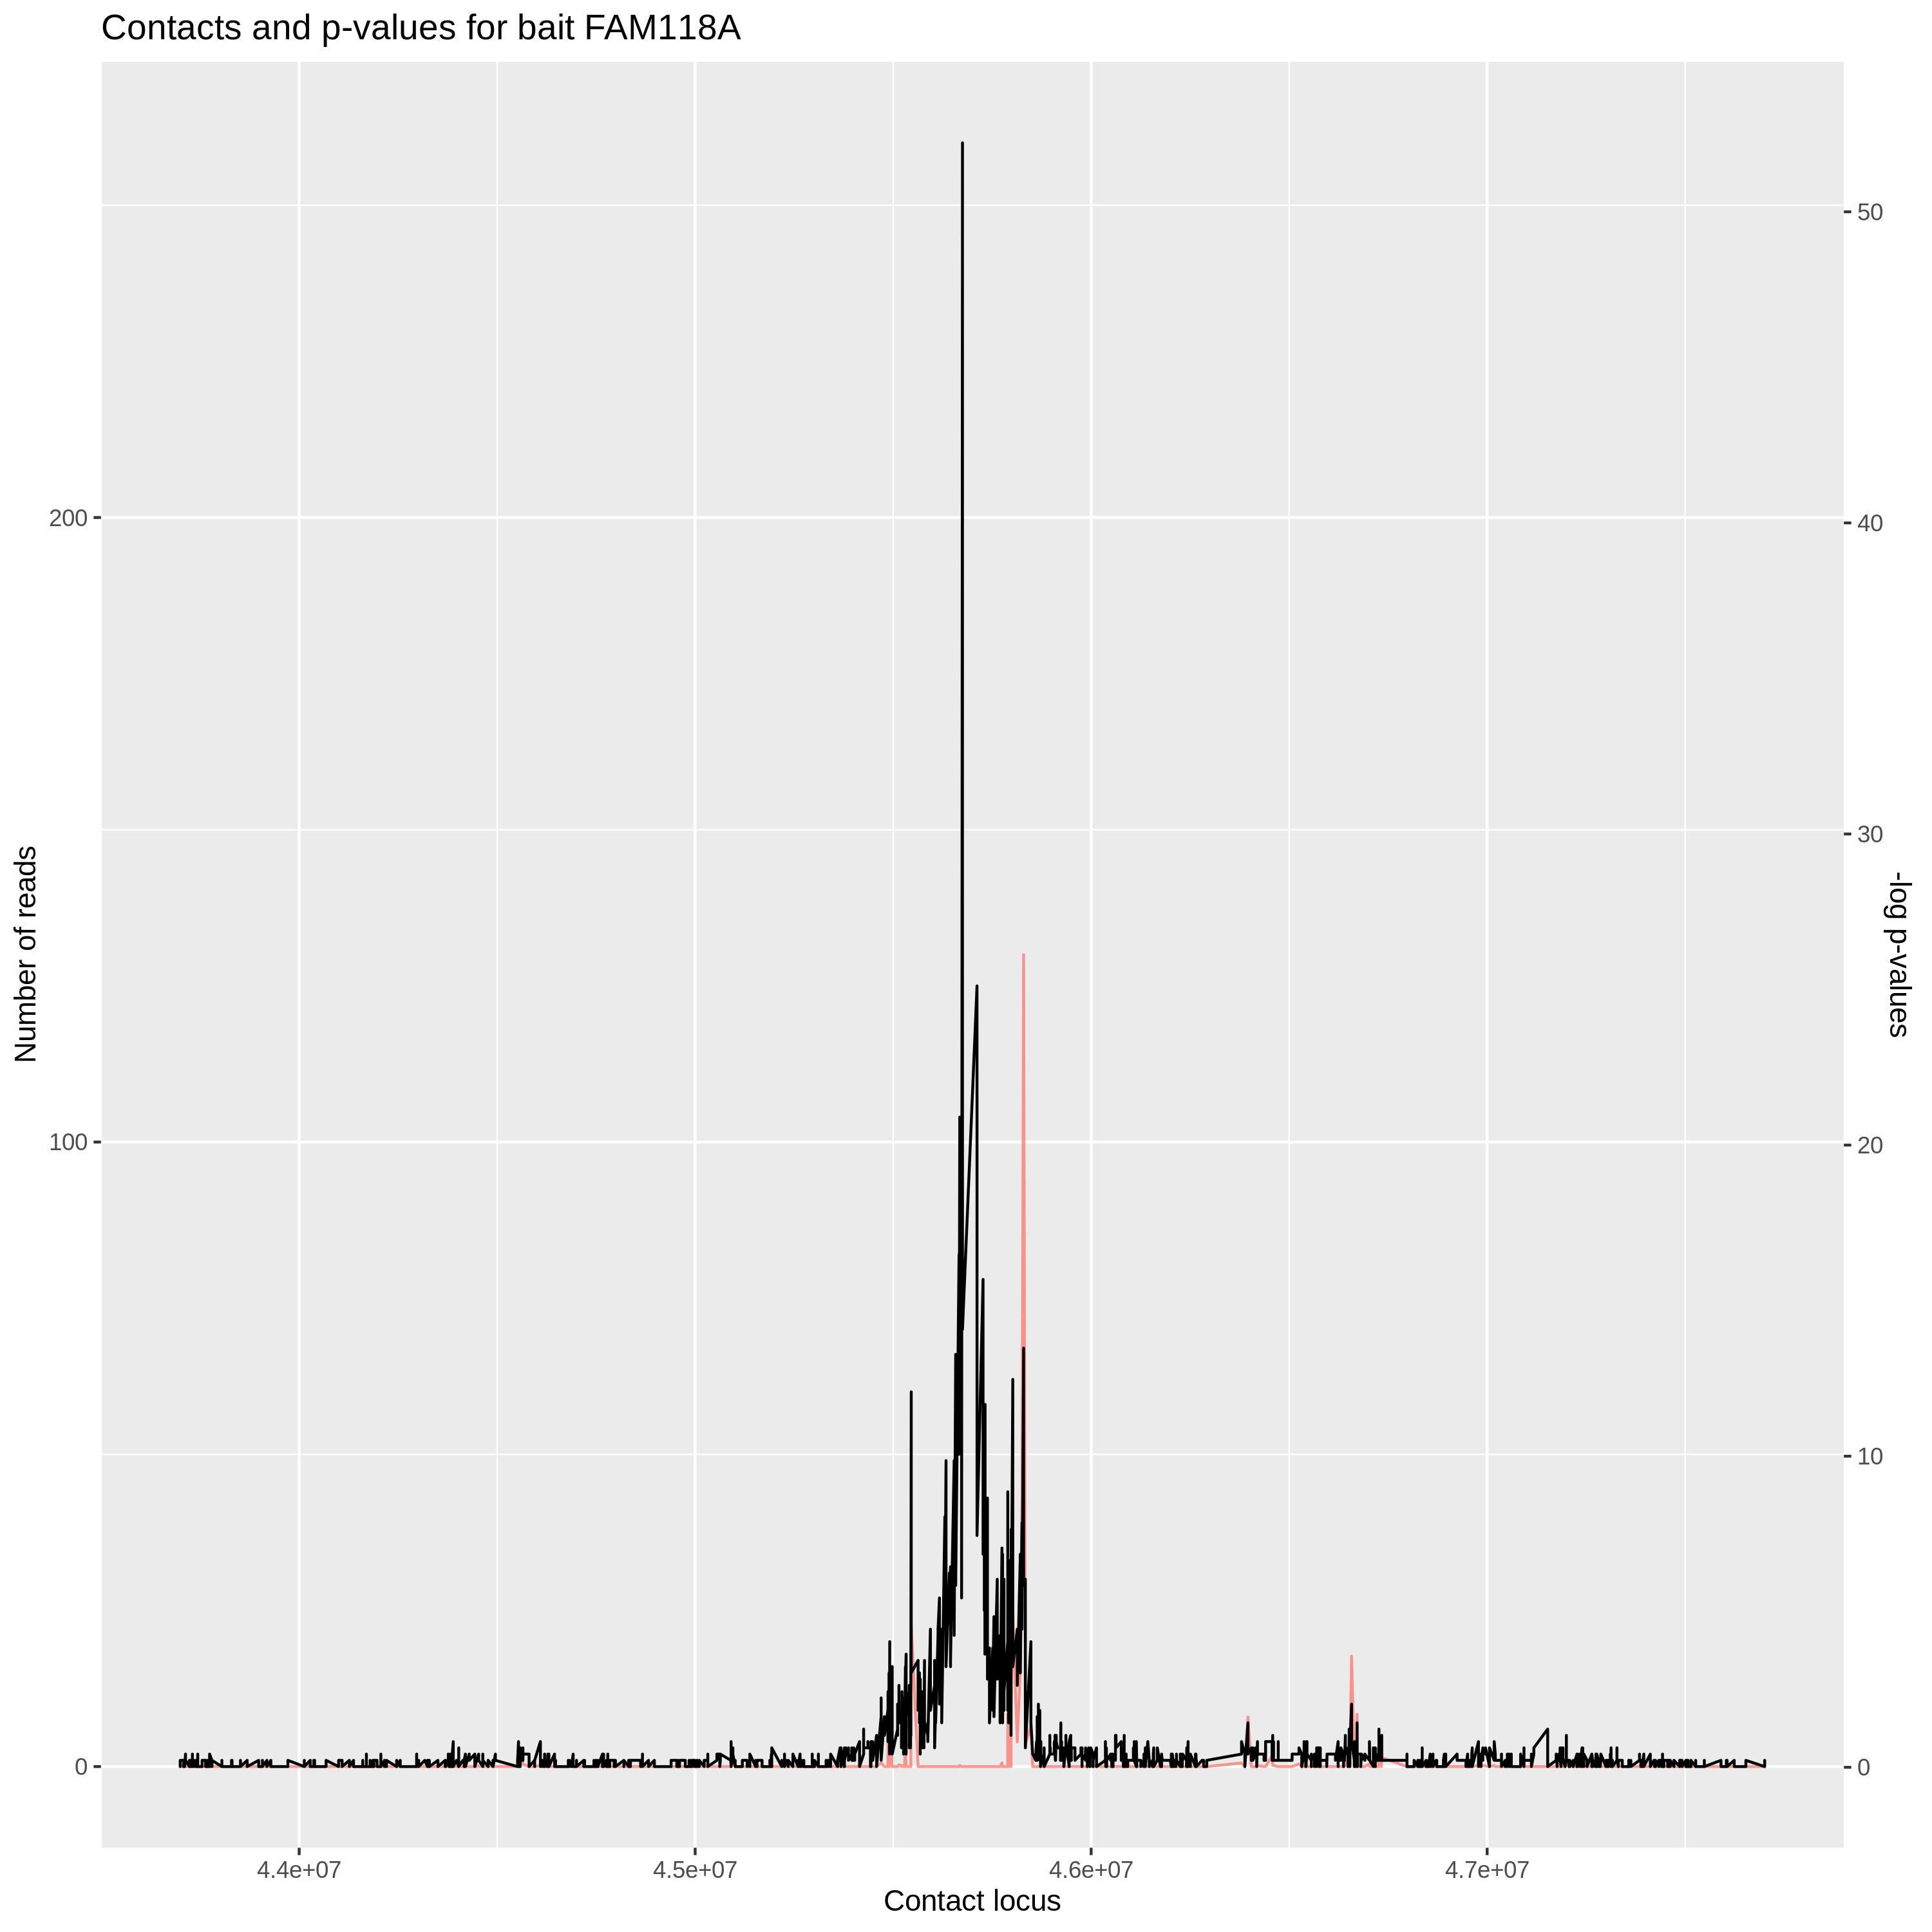 Contacts and p-values for bait FAM118A
Number of reads
200
100
0
50
40
30
20
10
0
-log p-values
4.4e+07
4.5e+07
4.6e+07
4.7e+07
Contact locus